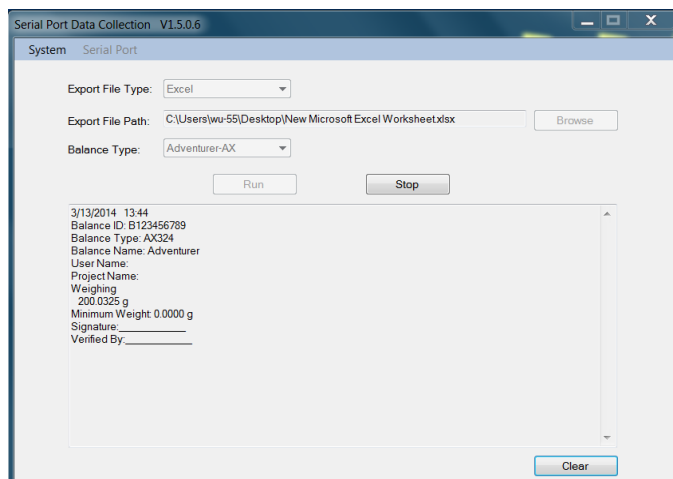 Serial Port Data Collection   V1.5.0.6
System   Serial Port
Export File Type: Excel
Export File Path: C:\Users\wu-55\Desktop\New Microsoft Excel Worksheet.xlsx Browse
Balance Type: Adventurer-AX
Run Stop
3/13/2014   13:44
Balance ID: B123456789
Balance Type: AX324
Balance Name: Adventurer
User Name:
Project Name:
Weighing
200.0325 g
Minimum Weight: 0.0000 g
Signature:____________
Verified By:____________
Clear